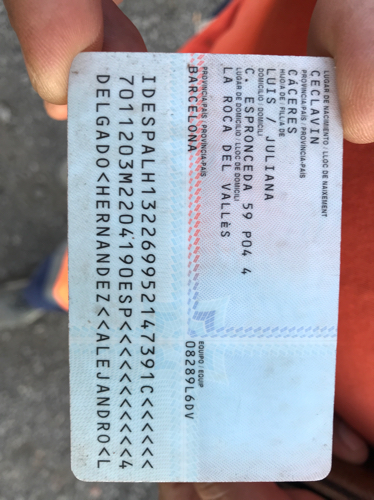 LUGAR DE NACIMIENTO / LLOC DE NAIXEMENT
CECLAVIN
PROVINCIA-PAÍS / PROVÍNCIA-PAÍS
CÁCERES
HIJO/A DE / FILL/A DE
LUIS / JULIANA
DOMICILIO / DOMICILI
C. ESPRONCEDA 59 P04 4
LUGAR DE DOMICILIO / LLOC DE DOMICILI
LA ROCA DEL VALLÈS
PROVINCIA-PAÍS / PROVÍNCIA-PAÍS
BARCELONA
EQUIPO / EQUIP
08289L6DV
IDESPALH132269952147391C<<<<<<
7011203M2204190ESP<<<<<<<<<<<4
DELGADO<HERNANDEZ<<ALEJANDRO<L